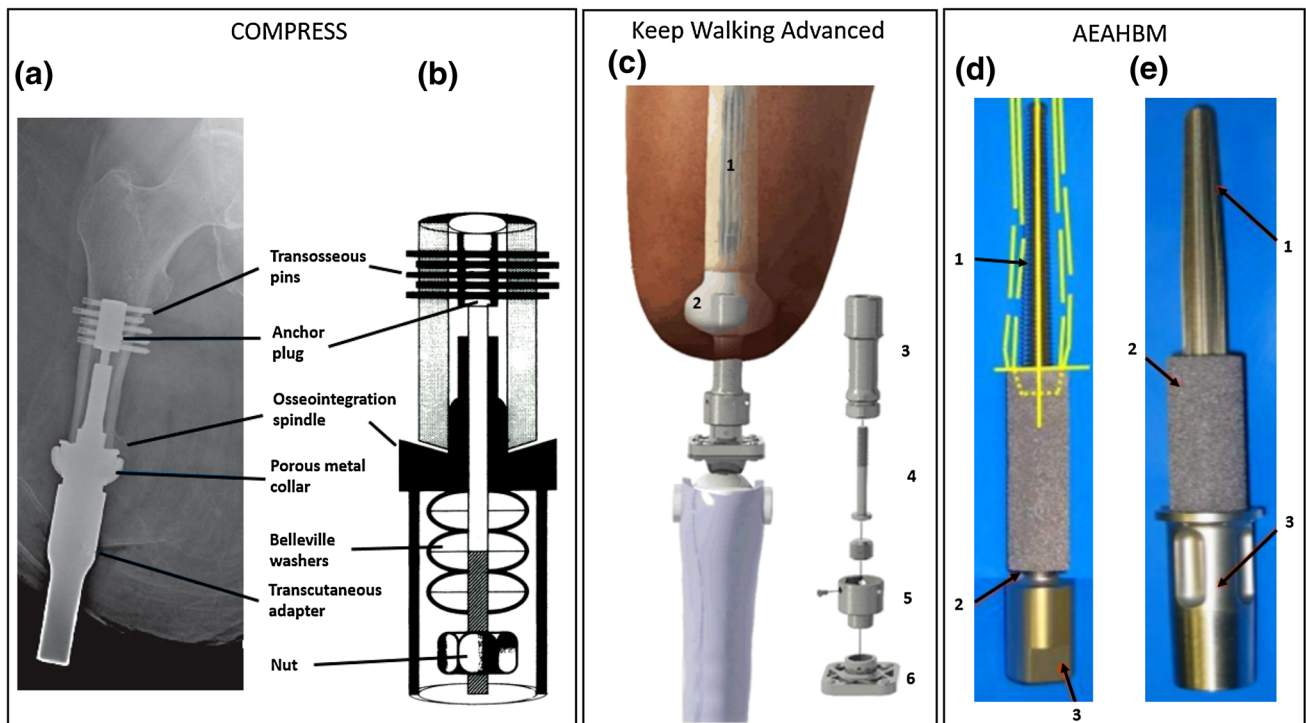 COMPRESS
(a)
(b)
Transosseous
pins
Anchor
plug
Osseointegration
spindle
Porous metal
collar
Belleville
washers
Transcutaneous
adapter
Nut
Keep Walking Advanced
(c)
1
2
3
4
5
6
AEAHBM
(d)
(e)
1
2
3
1
2
3